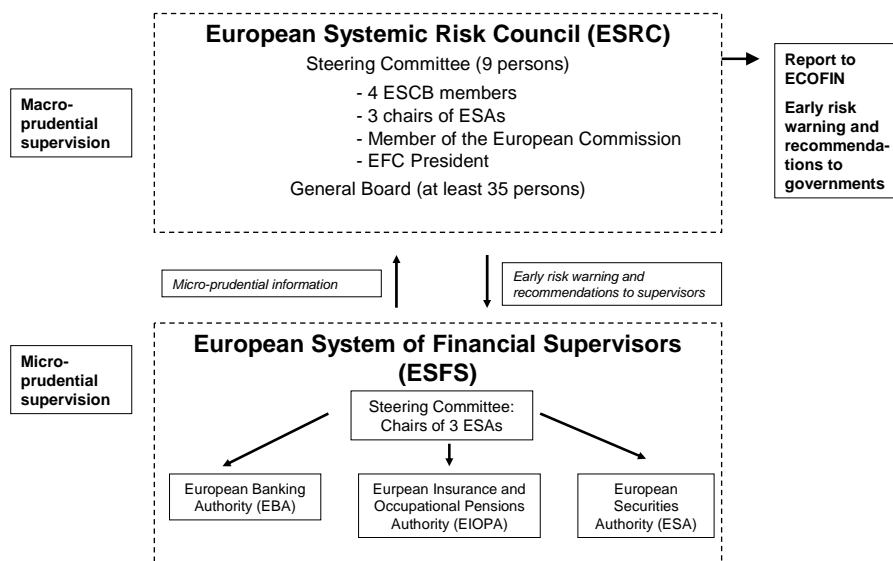 European Systemic Risk Council (ESRC)
Steering Committee (9 persons)
- 4 ESCB members
- 3 chairs of ESAs
- Member of the European Commission
- EFC President
General Board (at least 35 persons)
Macro-
prudential
supervision
Report to
ECOFIN
Early risk
warning and
recommenda-
tions to
governments
Micro-prudential information
Early risk warning and
recommendations to supervisors
Micro-
prudential
supervision
European System of Financial Supervisors
(ESFS)
Steering Committee:
Chairs of 3 ESAs
European Banking
Authority (EBA)
Eurpean Insurance and
Occupational Pensions
Authority (EIOPA)
European
Securities
Authority (ESA)